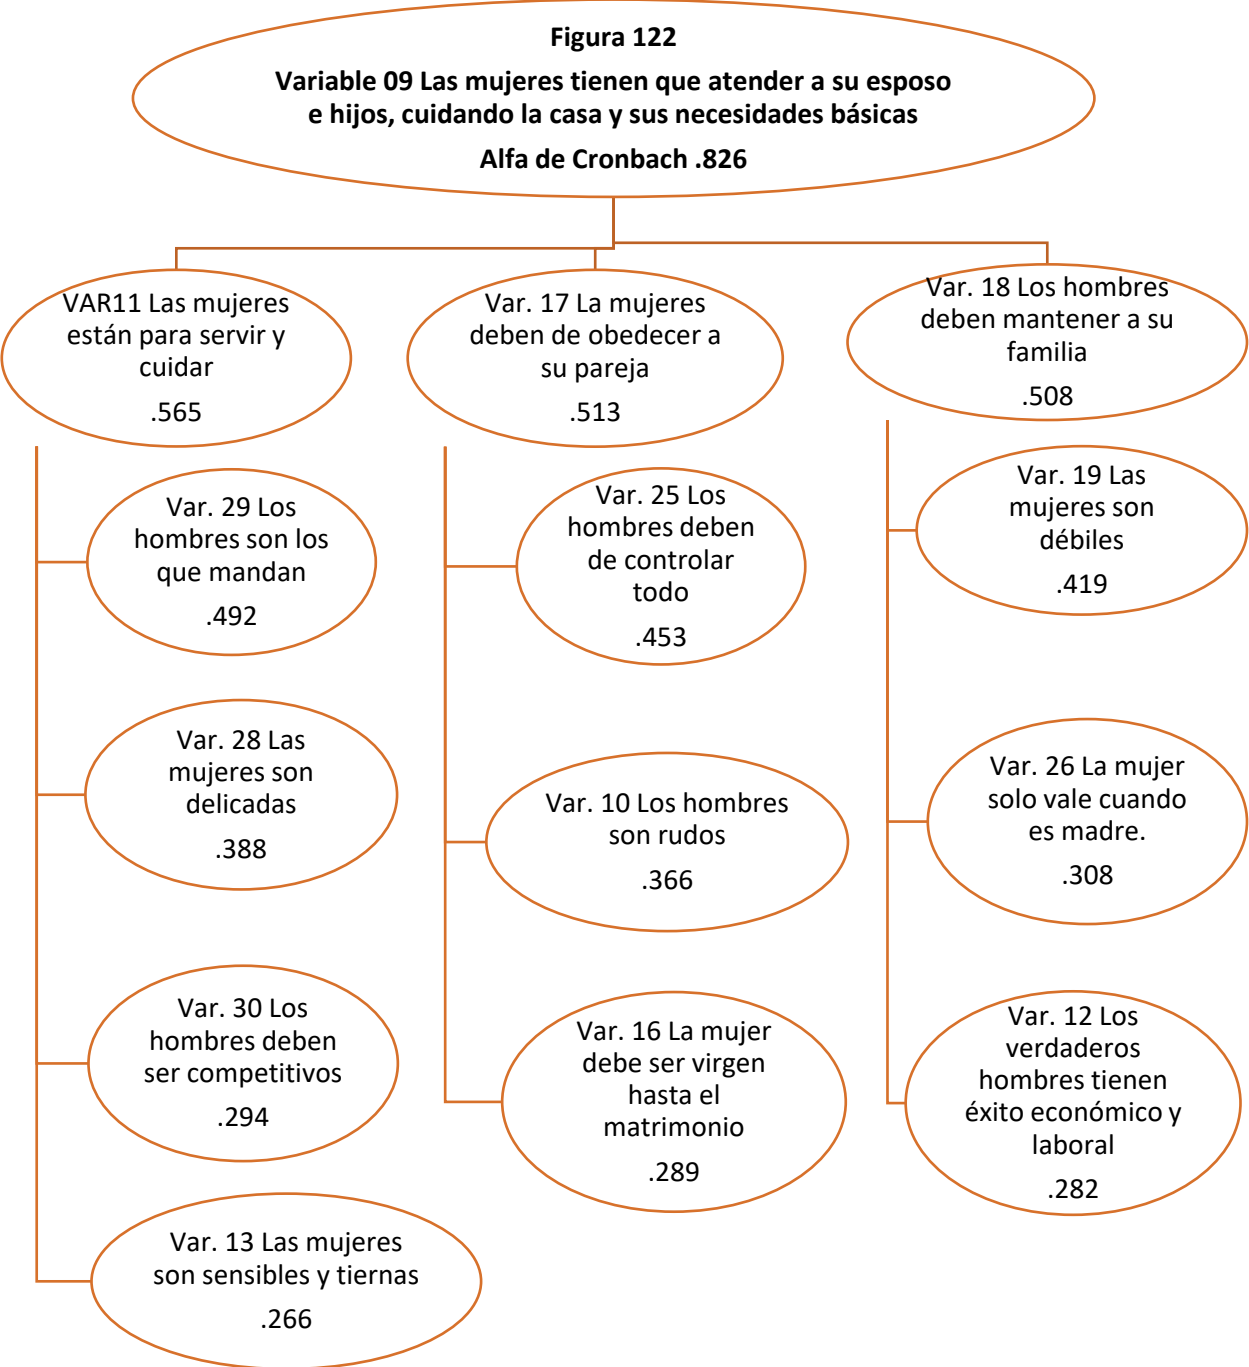 Figura 122
Variable 09 Las mujeres tienen que atender a su esposo
e hijos, cuidando la casa y sus necesidades básicas
Alfa de Cronbach .826
VAR11 Las mujeres
están para servir y
cuidar
.565
Var. 17 La mujeres
deben de obedecer a
su pareja
.513
Var. 18 Los hombres
deben mantener a su
familia
.508
Var. 29 Los
hombres son los
que mandan
.492
Var. 25 Los
hombres deben
de controlar
todo
.453
Var. 19 Las
mujeres son
débiles
.419
Var. 28 Las
mujeres son
delicadas
.388
Var. 10 Los hombres
son rudos
.366
Var. 26 La mujer
solo vale cuando
es madre.
.308
Var. 30 Los
hombres deben
ser competitivos
.294
Var. 16 La mujer
debe ser virgen
hasta el
matrimonio
.289
Var. 12 Los
verdaderos
hombres tienen
éxito económico y
laboral
.282
Var. 13 Las mujeres
son sensibles y tiernas
.266